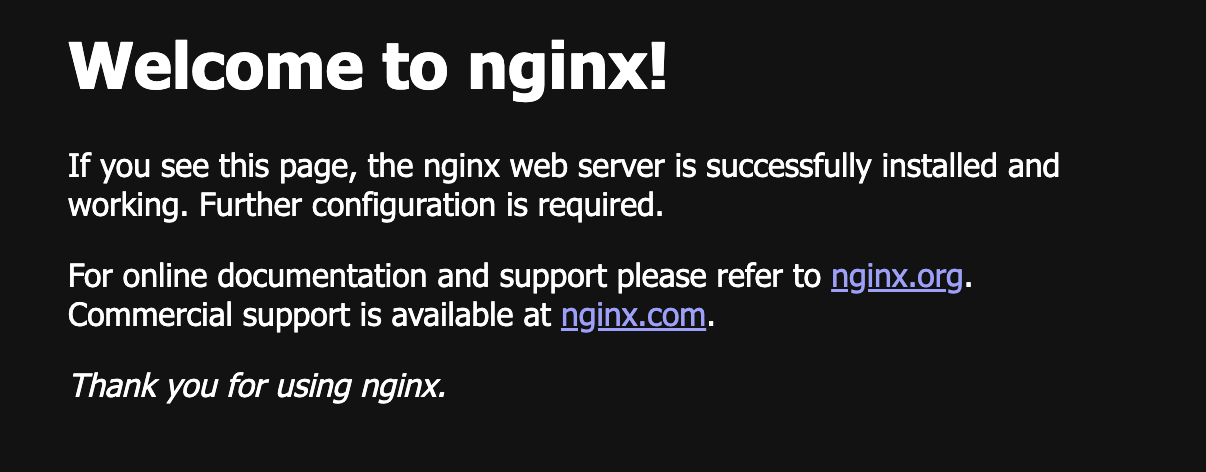 Welcome to nginx!
If you see this page, the nginx web server is successfully installed and
working. Further configuration is required.
For online documentation and support please refer to nginx.org.
Commercial support is available at nginx.com.
Thank you for using nginx.